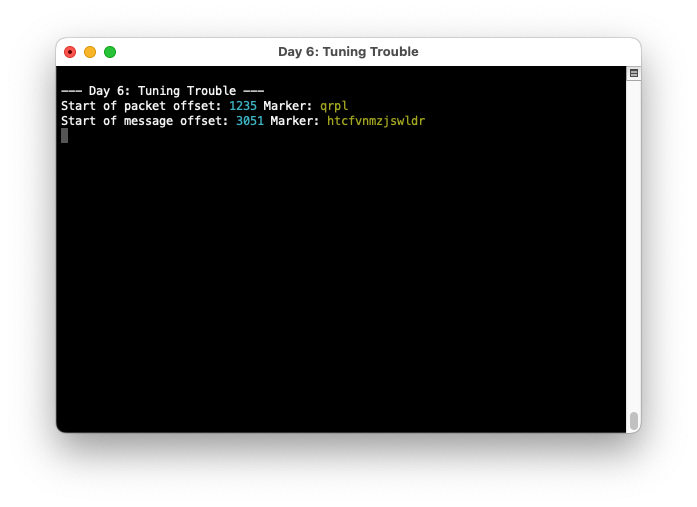 Day 6: Tuning Trouble
--- Day 6: Tuning Trouble ---
Start of packet offset: 1235 Marker: qrpl
Start of message offset: 3051 Marker: htcfvnmzjswldr